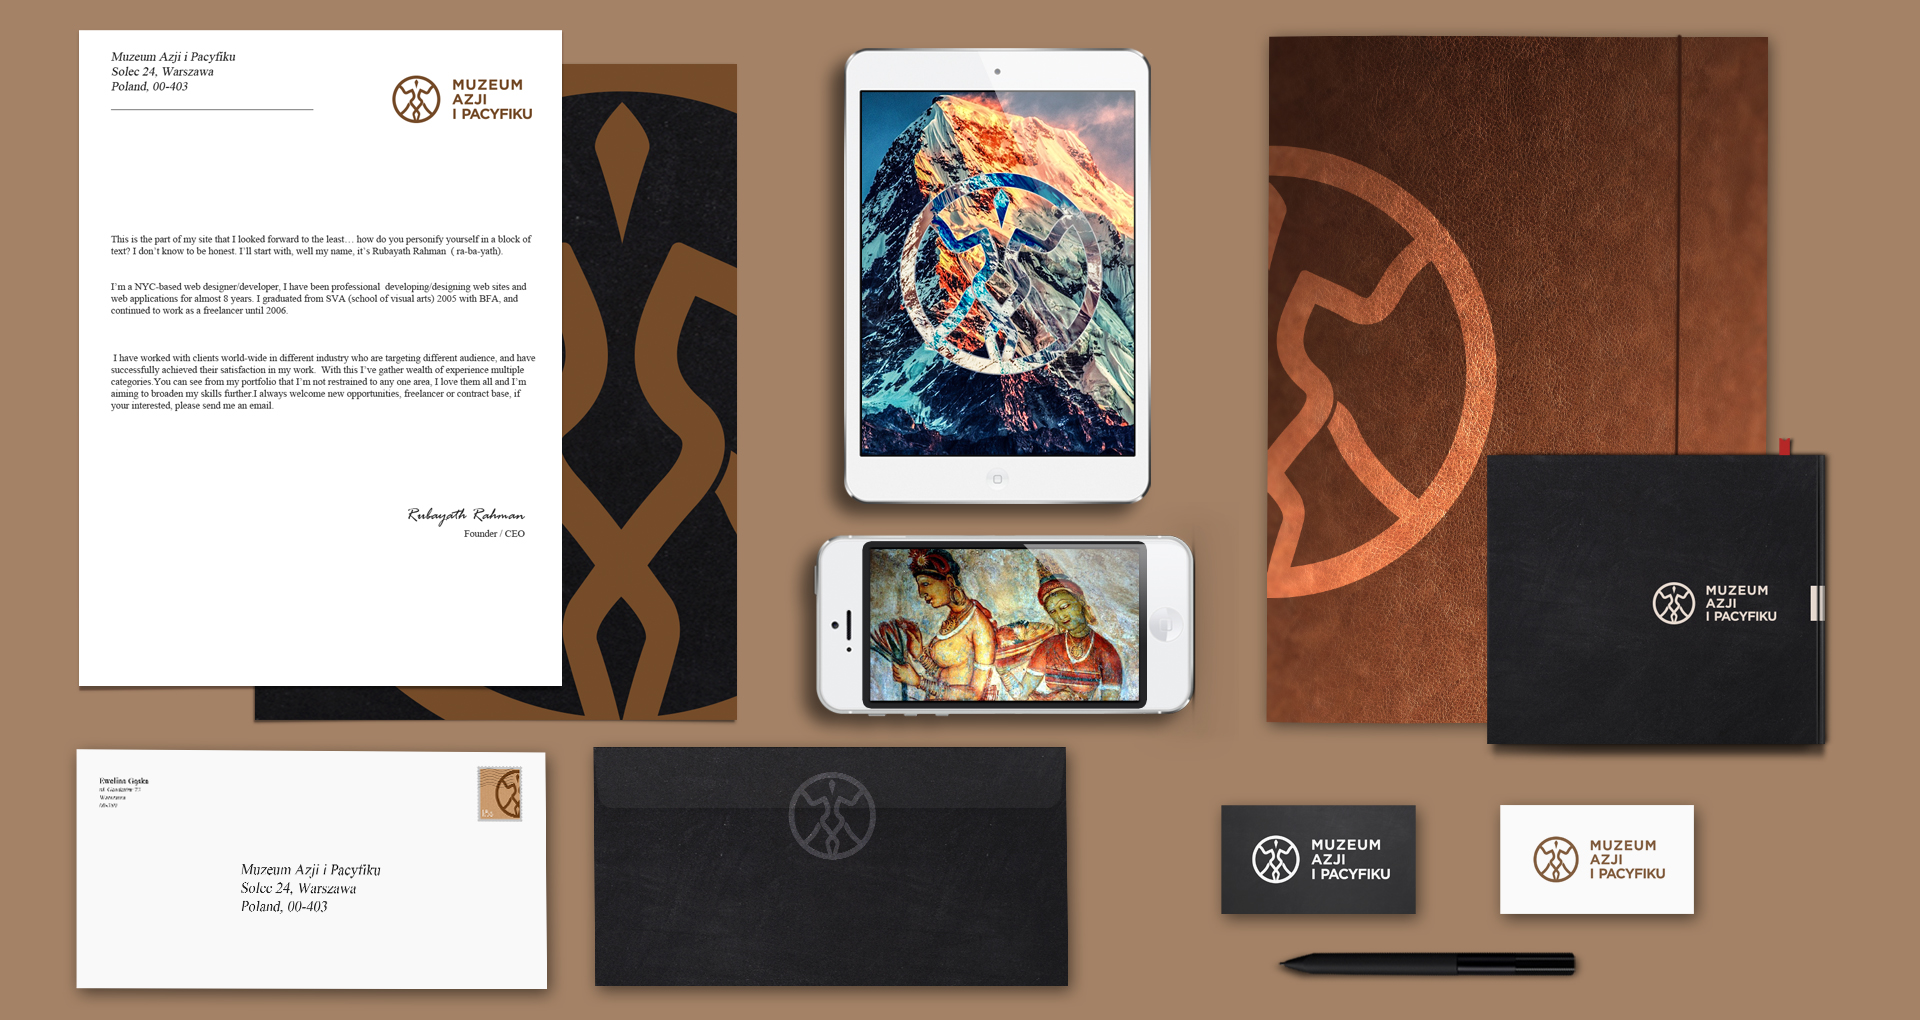 Muzeum Azji i Pacyfiku
Solec 24, Warszawa
Poland, 00-403
MUZEUM
AZJI
I PACYFIKU
This is the part of my site that I looked forward to the least… how do you personify yourself in a block of
text? I don't know to be honest. I'll start with, well my name, it's Rubayath Rahman ( ra-ba-yath).
I'm a NYC-based web designer/developer, I have been professional developing/designing web sites and
web applications for almost 8 years. I graduated from SVA (school of visual arts) 2005 with BFA, and
continued to work as a freelancer until 2006.
I have worked with clients world-wide in different industry who are targeting different audience, and have
successfully achieved their satisfaction in my work. With this I've gather wealth of experience multiple
categories.You can see from my portfolio that I'm not restrained to any one area, I love them all and I'm
aiming to broaden my skills further.I always welcome new opportunities, freelancer or contract base, if
your interested, please send me an email.
Rubayath Rahman
Founder / CEO
MUZEUM
AZJI
I PACYFIKU
Ewelina Gąska
Warszawa
Muzeum Azji i Pacyfiku
Solec 24, Warszawa
Poland, 00-403
MUZEUM
AZJI
I PACYFIKU
MUZEUM
AZJI
I PACYFIKU